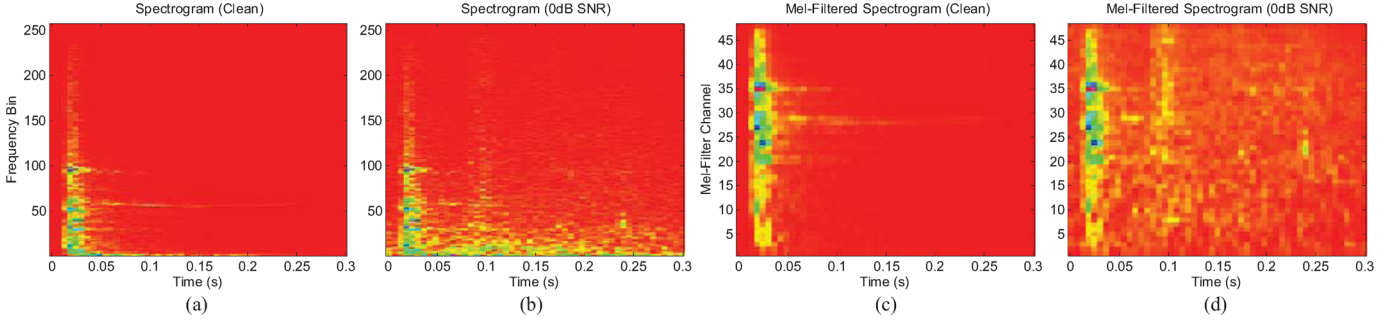 Spectrogram (Clean)
Spectrogram (0dB SNR)
Mel-Filtered Spectrogram (Clean)
Mel-Filtered Spectrogram (0dB SNR)
Frequency Bin
250
200
150
100
50
0 0.05 0.1 0.15 0.2 0.25 0.3
Time (s)
(a)
250
200
150
100
50
0 0.05 0.1 0.15 0.2 0.25 0.3
Time (s)
(b)
Mel-Filter Channel
45
40
35
30
25
20
15
10
5
0 0.05 0.1 0.15 0.2 0.25 0.3
Time (s)
(c)
45
40
35
30
25
20
15
10
5
0 0.05 0.1 0.15 0.2 0.25 0.3
Time (s)
(d)